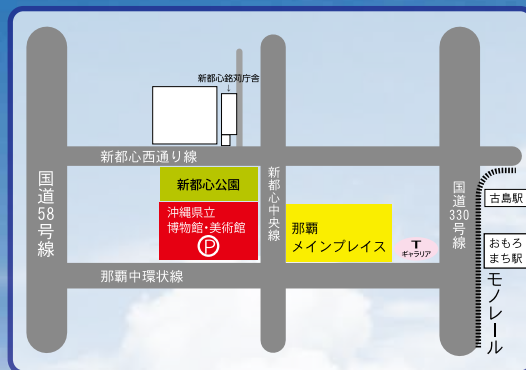 新都心銘苅庁舎
↓
新都心西通り線
国道58号線
新都心公園
沖縄県立
博物館・美術館
P
新都心中央線
那覇
メインプレイス
T
ギャラリア
国道330号線
古島駅
おもろ
まち駅
モノレール
那覇中環状線